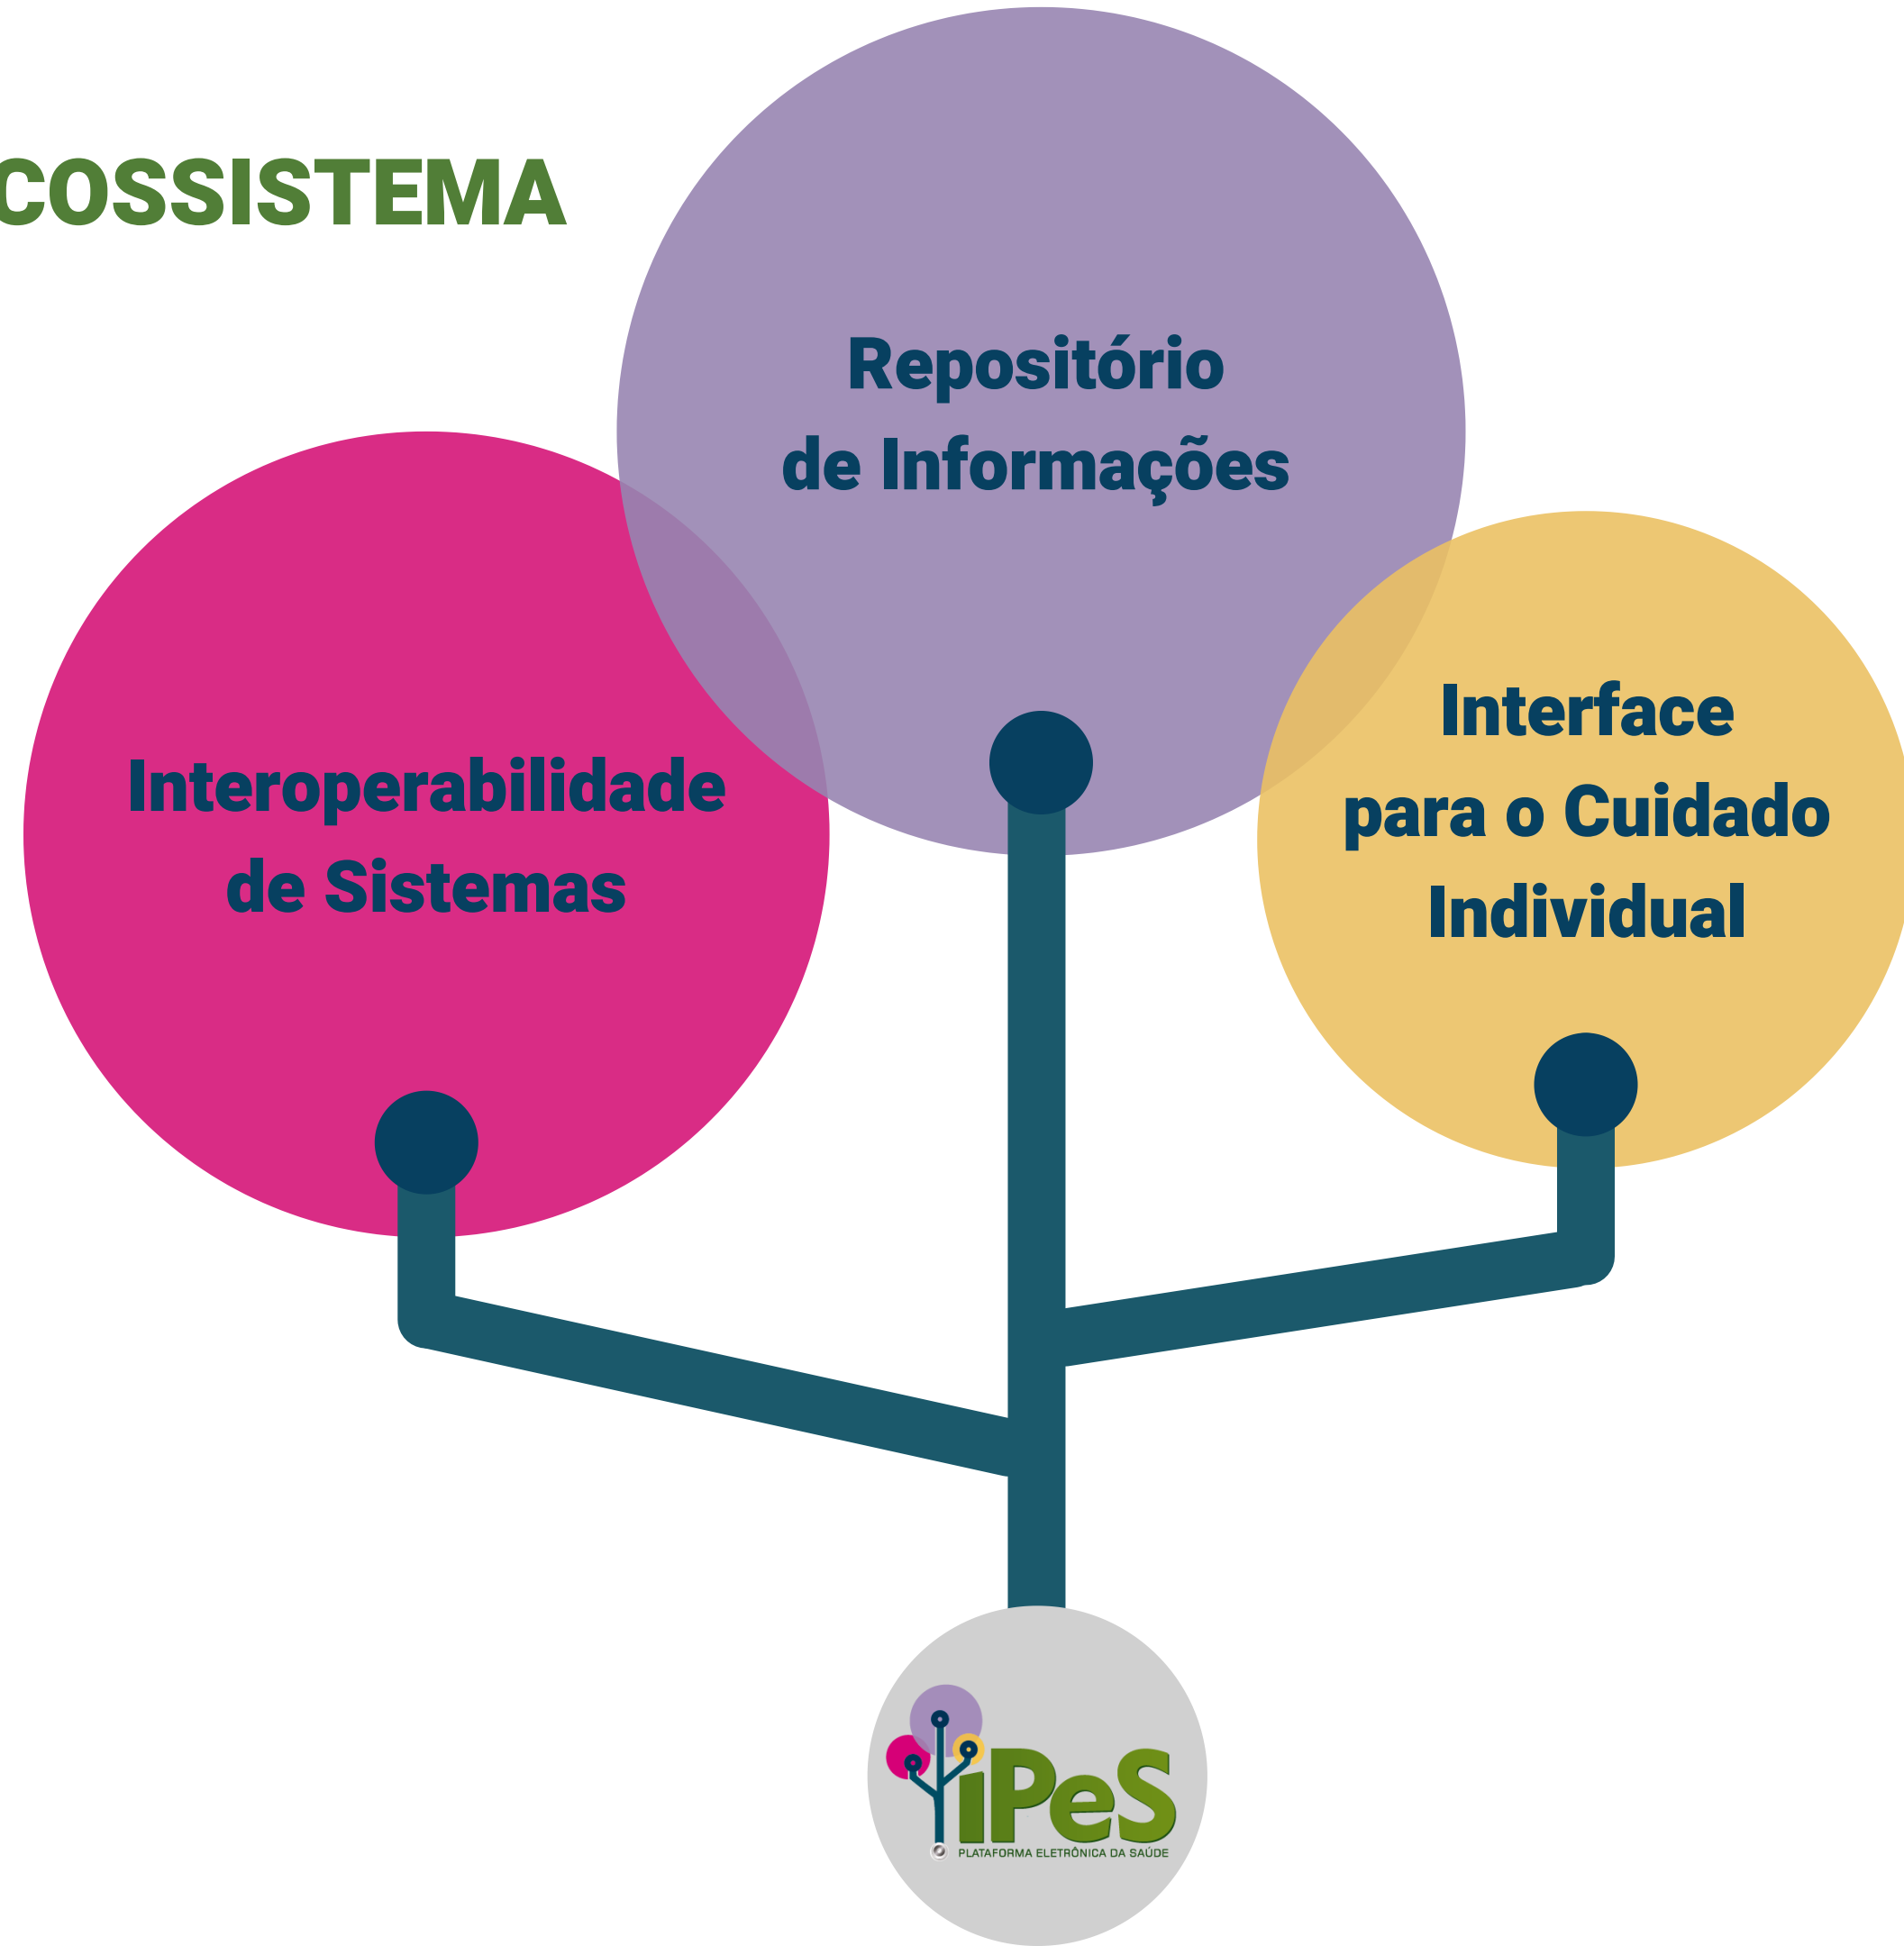 COSSISTEMA
Repositório
de Informações
Interoperabilidade
de Sistemas
Interface
para o Cuidado
Individual
iPeS
PLATAFORMA ELETRÔNICA DA SAÚDE